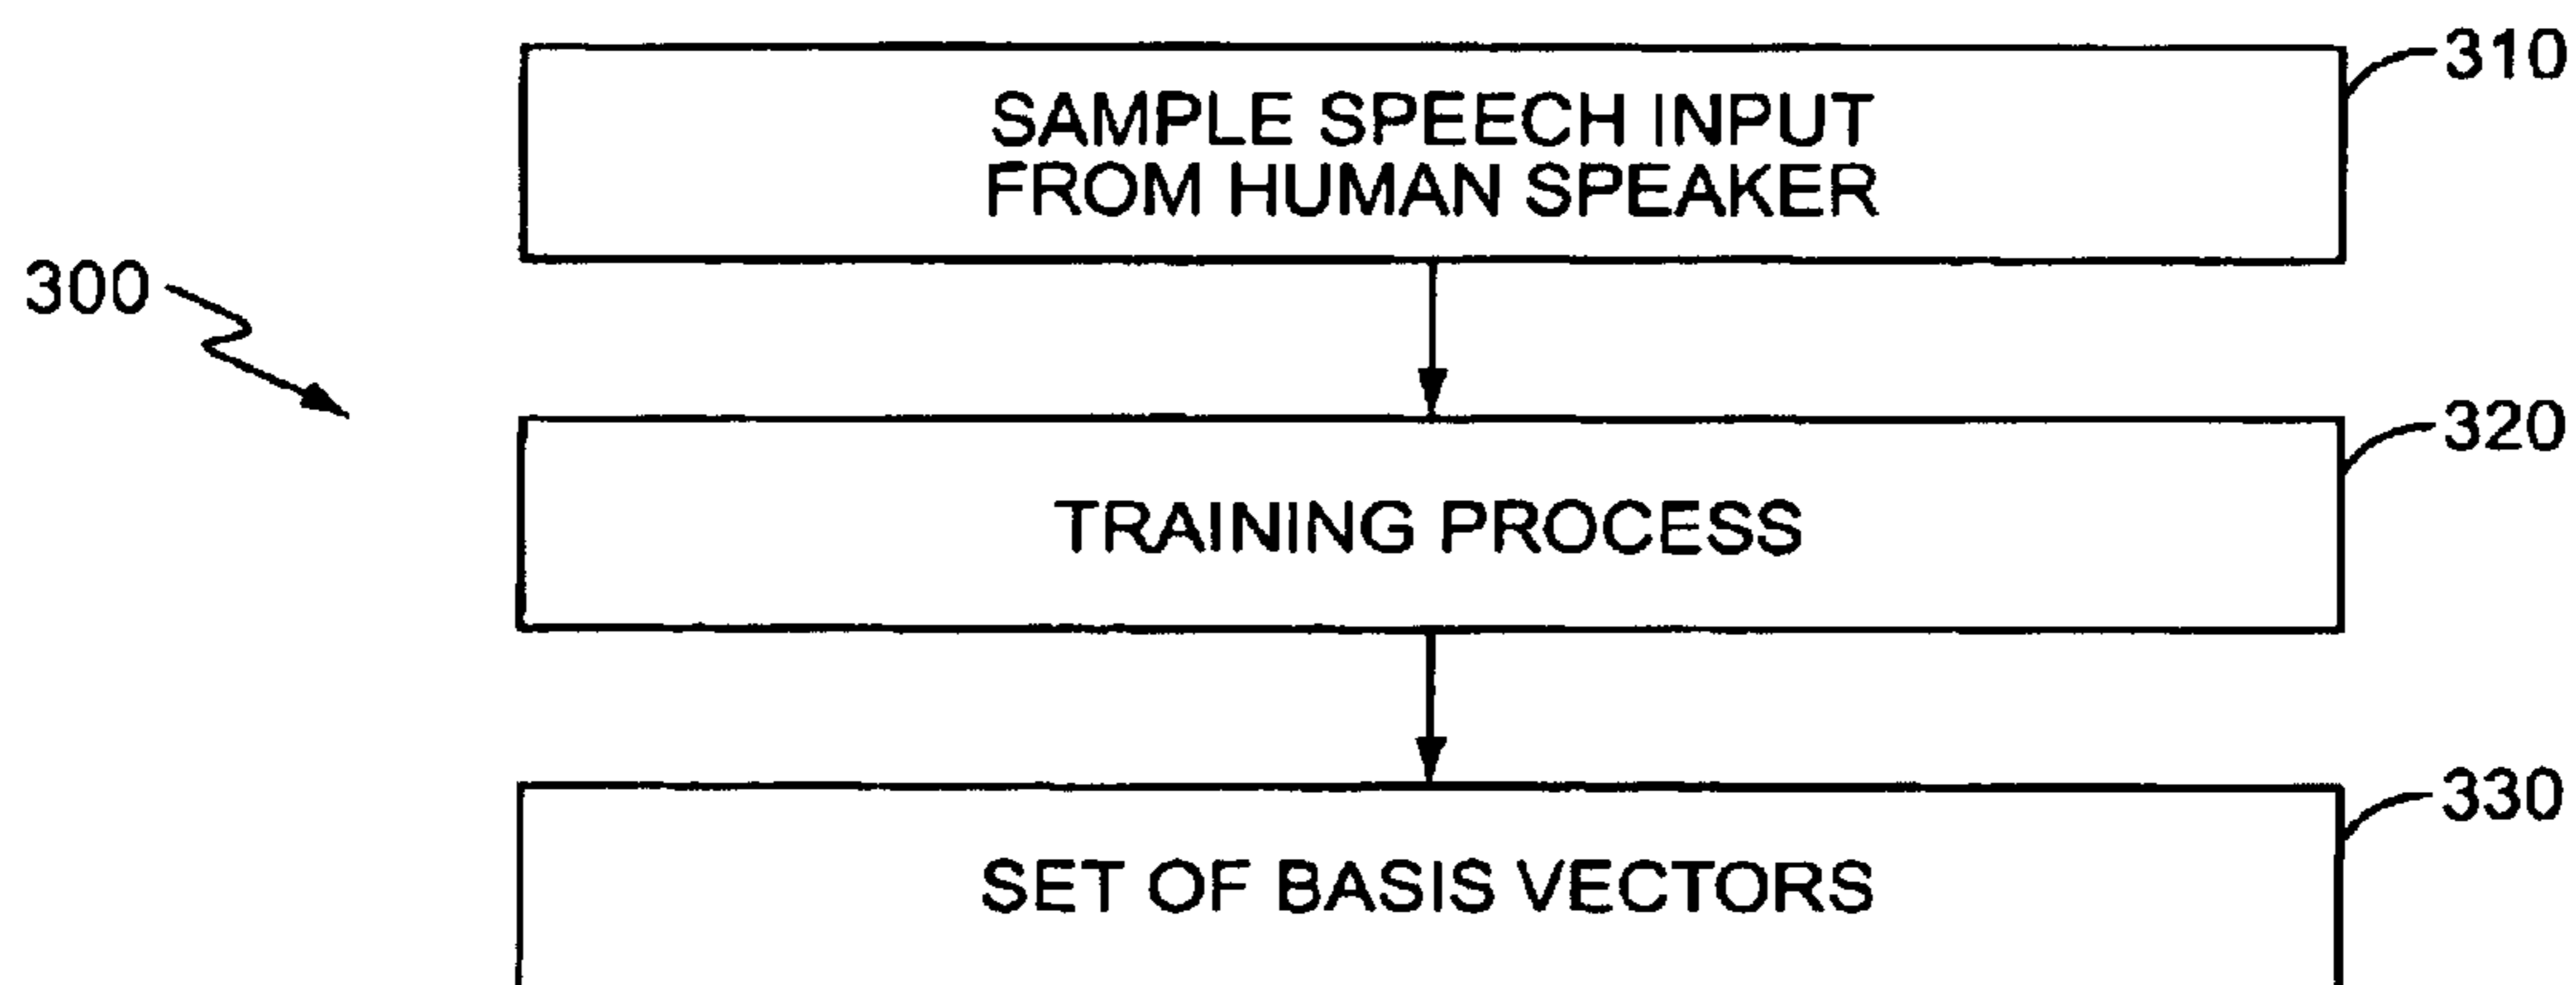 310
SAMPLE SPEECH INPUT
FROM HUMAN SPEAKER
300
320
TRAINING PROCESS
330
SET OF BASIS VECTORS